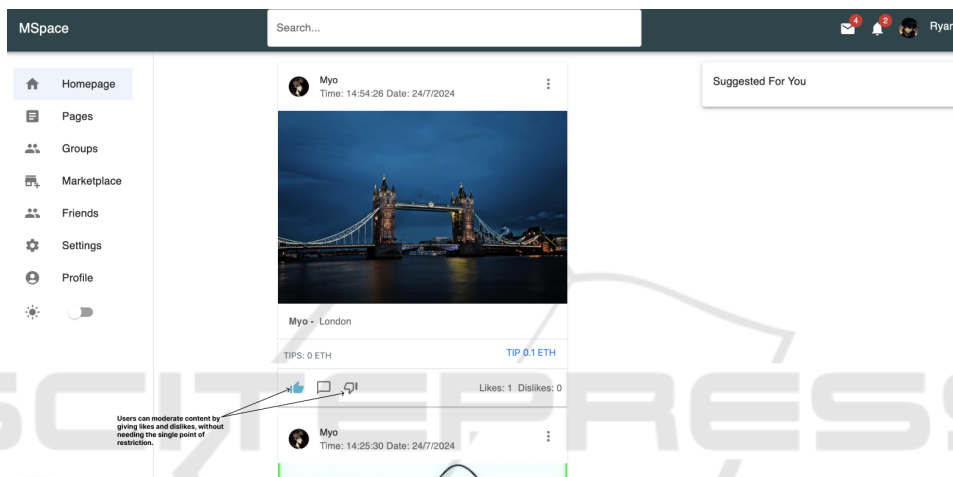 MSpace
Search...
4
2
Ryan
Homepage
Pages
Groups
Marketplace
Friends
Settings
Profile
Myo
Time: 14:54:26 Date: 24/7/2024
Myo - London
TIPS: 0 ETH
TIP 0.1 ETH
Likes: 1 Dislikes: 0
Users can moderate content by
giving likes and dislikes, without
needing the single point of
restriction.
Myo
Time: 14:25:30 Date: 24/7/2024
Suggested For You
SCITEPRESS